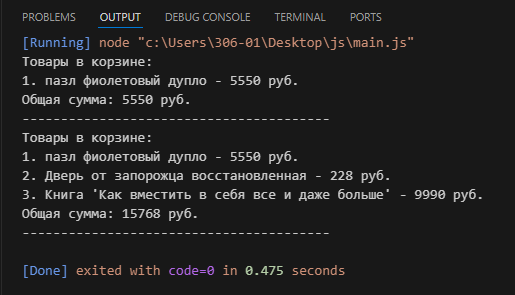 PROBLEMS OUTPUT DEBUG CONSOLE TERMINAL PORTS
[Running] node "c:\Users\306-01\Desktop\js\main.js"
Товары в корзине:
1. пазл фиолетовый дупло - 5550 руб.
Общая сумма: 5550 руб.
----------------------------------------
Товары в корзине:
1. пазл фиолетовый дупло - 5550 руб.
2. Дверь от запорожца восстановленная - 228 руб.
3. Книга 'Как вместить в себя все и даже больше' - 9990 руб.
Общая сумма: 15768 руб.
----------------------------------------
[Done] exited with code=0 in 0.475 seconds